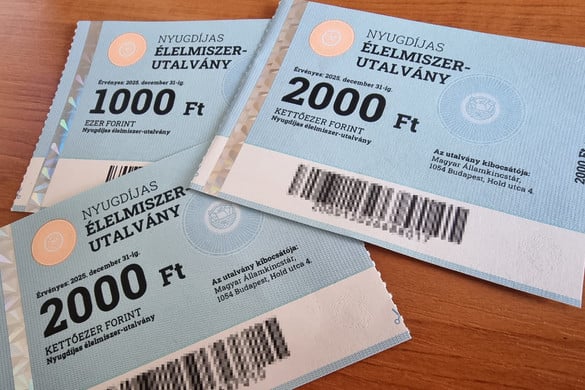 NYUGDÍJAS
ÉLELMISZER-
UTALVÁNY
Érvényes: 2025. december 31-ig.
1000 Ft
EZER FORINT
Nyugdíjas élelmiszer-utalvány
NYUGDÍJAS
ÉLELMISZER-
UTALVÁNY
Érvényes: 2025. december 31-ig.
2000 Ft
KETTŐEZER FORINT
Nyugdíjas élelmiszer-utalvány
Az utalvány kibocsátója:
Magyar Államkincstár,
1054 Budapest, Hold utca 4.
2000 Ft
NYUGDÍJAS
ÉLELMISZER-
UTALVÁNY
Érvényes: 2025. december 31-ig.
2000 Ft
KETTŐEZER FORINT
Nyugdíjas élelmiszer-utalvány
Az utalvány kibocsátója:
Magyar Államkincstár,
1054 Budapest, Hold utca 4.